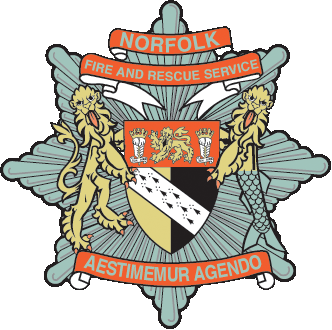 NORFOLK
FIRE AND RESCUE SERVICE
AESTIMEMUR AGENDO